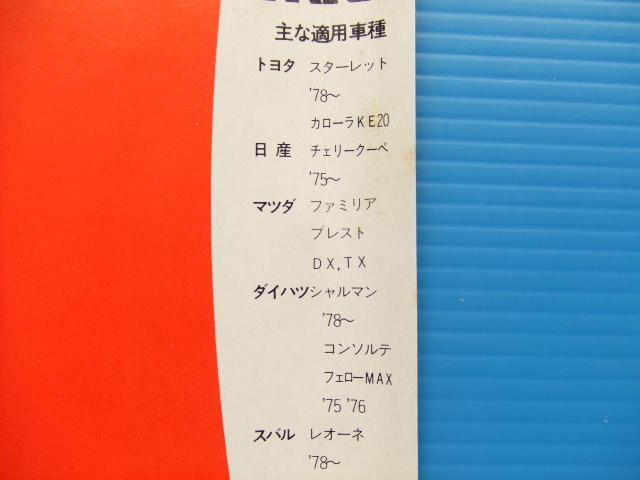 主な適用車種
トヨタ スターレット
'78～
カローラKE20
日産 チェリークーペ
'75～
マツダ ファミリア
プレスト
DX,TX
ダイハツシャルマン
'78～
コンソルテ
フェローMAX
'75 '76
スバル レオーネ
'78～